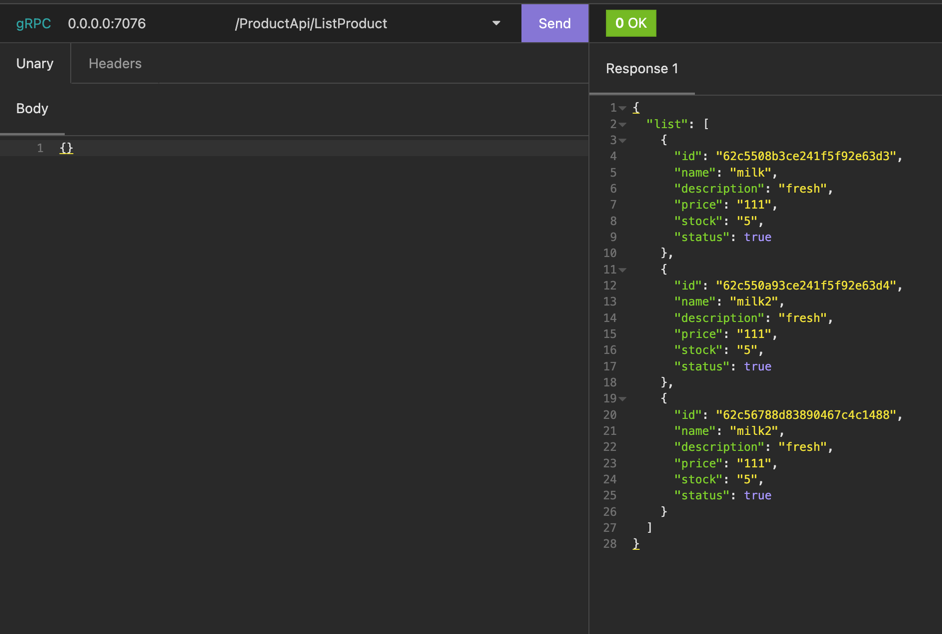 gRPC 0.0.0.0:7076 /ProductApi/ListProduct Send 0 OK
Unary Headers
Response 1
Body
1 {}
1 {
2 "list": [
3 {
4 "id": "62c5508b3ce241f5f92e63d3",
5 "name": "milk",
6 "description": "fresh",
7 "price": "111",
8 "stock": "5",
9 "status": true
10 },
11 {
12 "id": "62c550a93ce241f5f92e63d4",
13 "name": "milk2",
14 "description": "fresh",
15 "price": "111",
16 "stock": "5",
17 "status": true
18 },
19 {
20 "id": "62c56788d83890467c4c1488",
21 "name": "milk2",
22 "description": "fresh",
23 "price": "111",
24 "stock": "5",
25 "status": true
26 }
27 ]
28 }